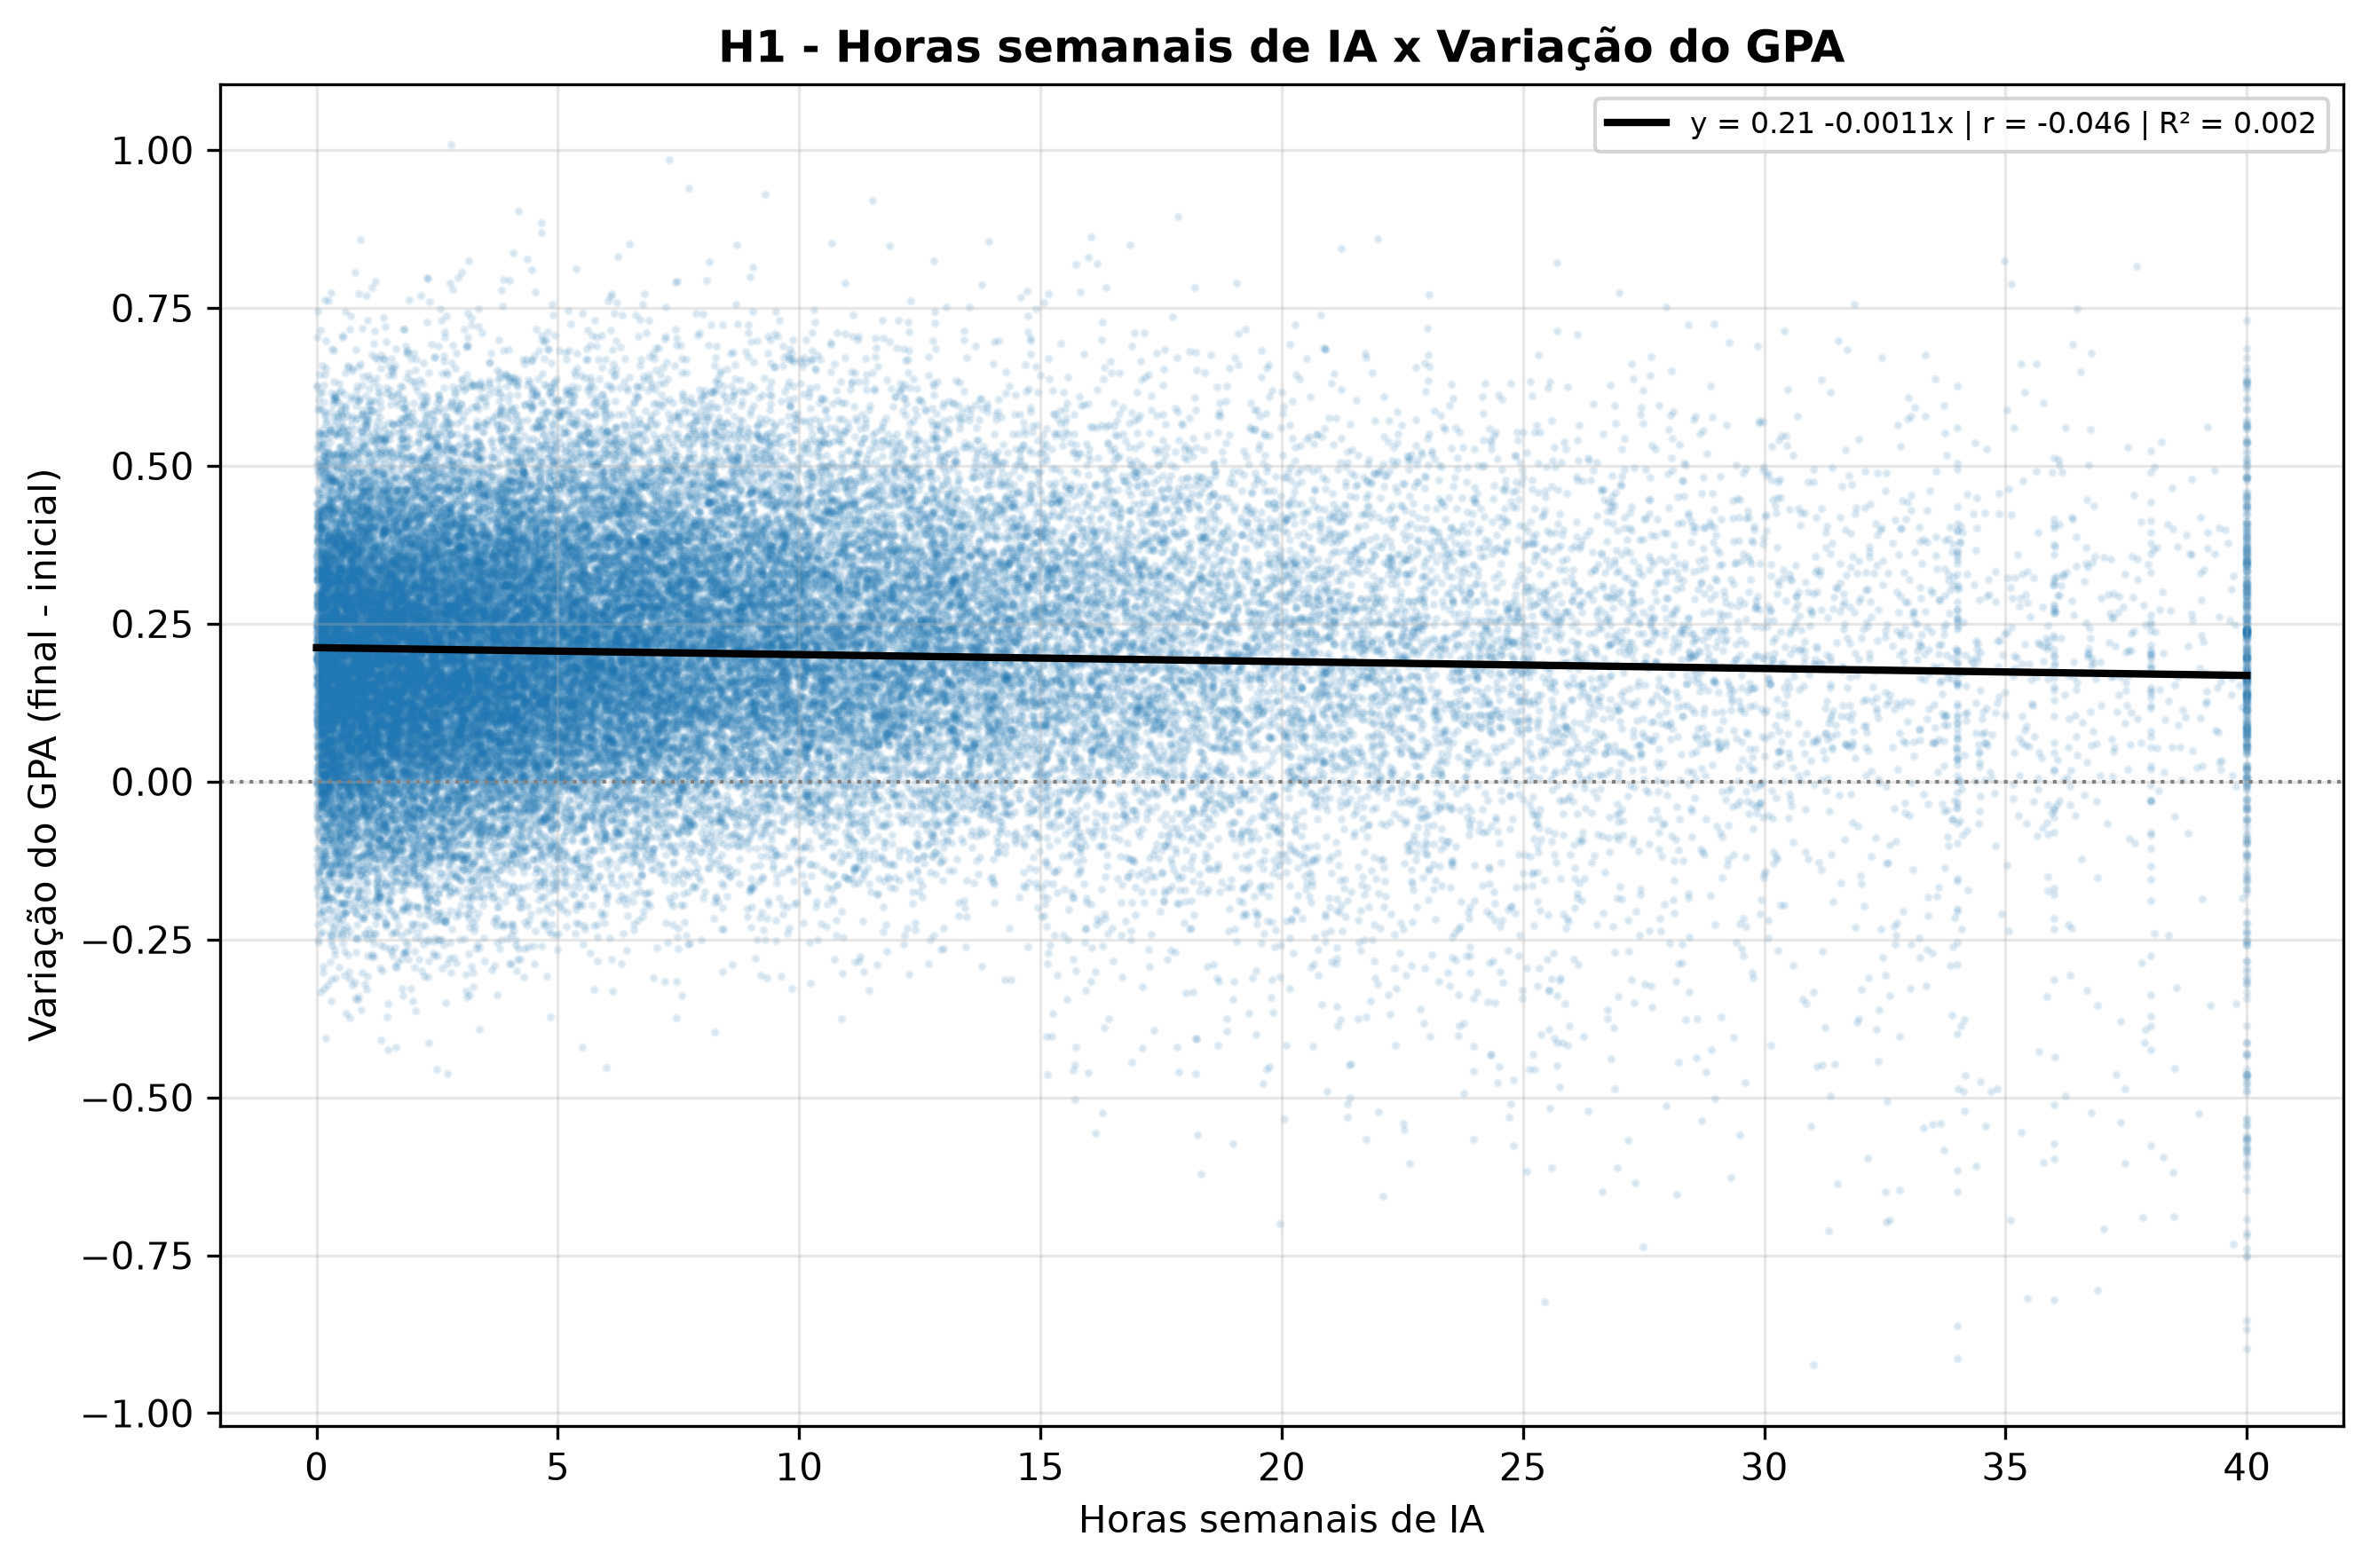 H1 - Horas semanais de IA x Variação do GPA
y = 0.21 -0.0011x | r = -0.046 | R² = 0.002
Variação do GPA (final - inicial)
1.00
0.75
0.50
0.25
0.00
−0.25
−0.50
−0.75
−1.00
0 5 10 15 20 25 30 35 40
Horas semanais de IA